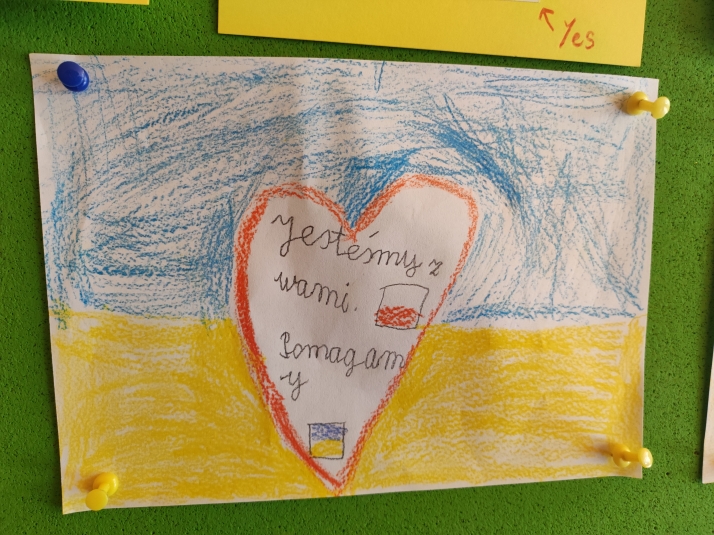 Yes
Jesteśmy z
wami.
Pomagam
y